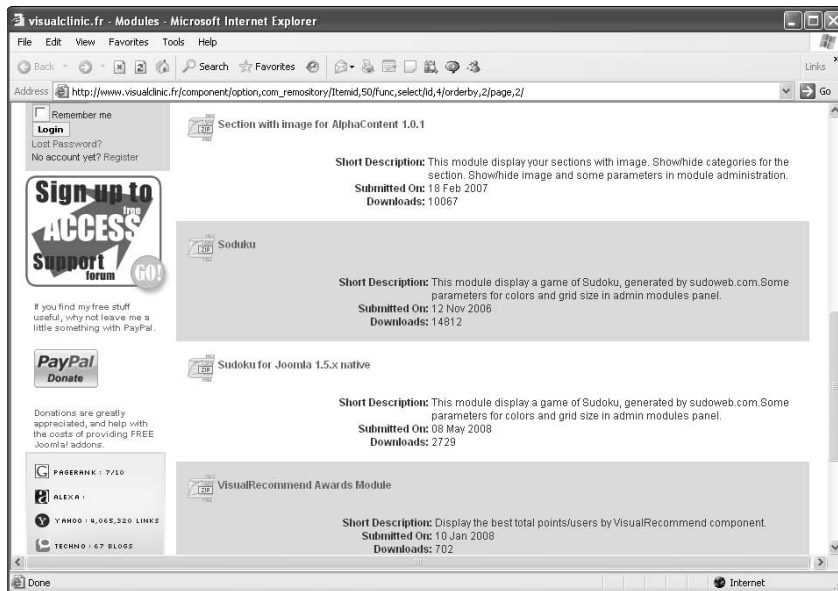 visualclinic.fr - Modules - Microsoft Internet Explorer
File Edit View Favorites Tools Help
Back Search Favorites Links »
Address http://www.visualclinic.fr/component/option,com_remository/Itemid,50/func,select/id,4/orderby,2/page,2/ Go
Remember me
Login
Lost Password?
No account yet? Register
Sign up to
free
ACCESS
Support
forum
GO!
If you find my free stuff
useful, why not leave me a
little something with PayPal.
PayPal
Donate
Donations are greatly
appreciated, and help with
the costs of providing FREE
Joomla! addons.
G PAGERANK : 7/10
a ALEXA :
Y YAHOO : 4,065,320 LINKS
TECHNO : 67 BLOGS
ZIP Section with image for AlphaContent 1.0.1
Short Description: This module display your sections with image. Show/hide categories for the
section. Show/hide image and some parameters in module administration.
Submitted On: 18 Feb 2007
Downloads: 10067
ZIP Soduku
Short Description: This module display a game of Sudoku, generated by sudoweb.com.Some
parameters for colors and grid size in admin modules panel.
Submitted On: 12 Nov 2006
Downloads: 14812
ZIP Sudoku for Joomla 1.5.x native
Short Description: This module display a game of Sudoku, generated by sudoweb.com.Some
parameters for colors and grid size in admin modules panel.
Submitted On: 08 May 2008
Downloads: 2729
ZIP VisualRecommend Awards Module
Short Description: Display the best total points/users by VisualRecommend component.
Submitted On: 10 Jan 2008
Downloads: 702
Done Internet